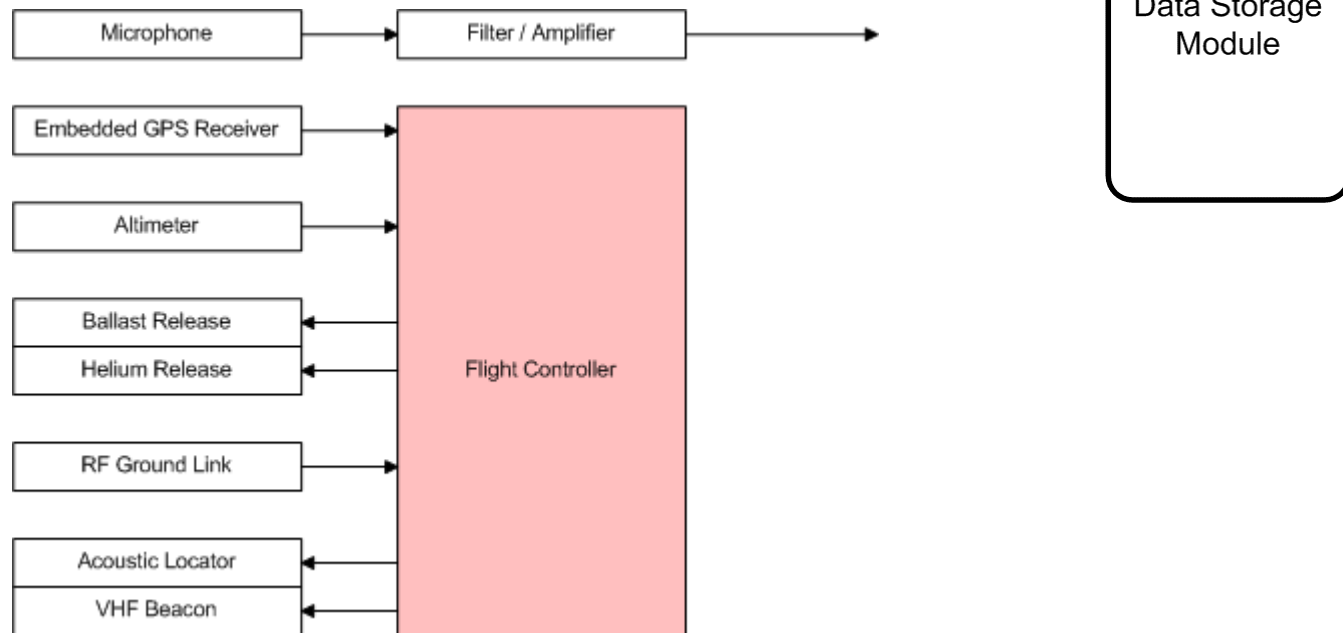 Microphone
Filter / Amplifier
Data Storage
Module
Embedded GPS Receiver
Altimeter
Ballast Release
Helium Release
Flight Controller
RF Ground Link
Acoustic Locator
VHF Beacon